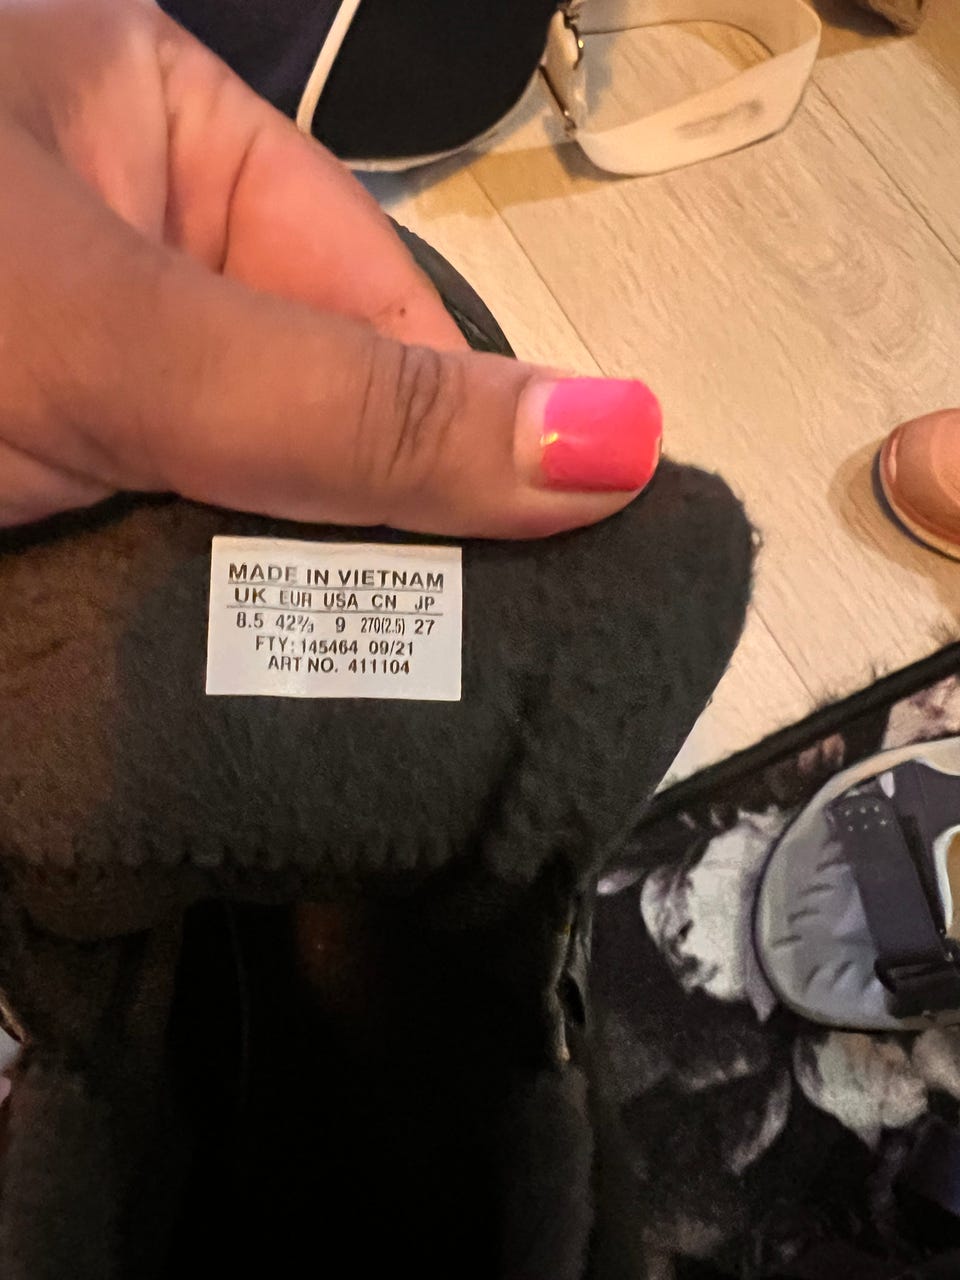 MADE IN VIETNAM
UK EUR USA CN JP
8.5 42⅔ 9 270(2.5) 27
FTY: 145464 09/21
ART NO. 411104